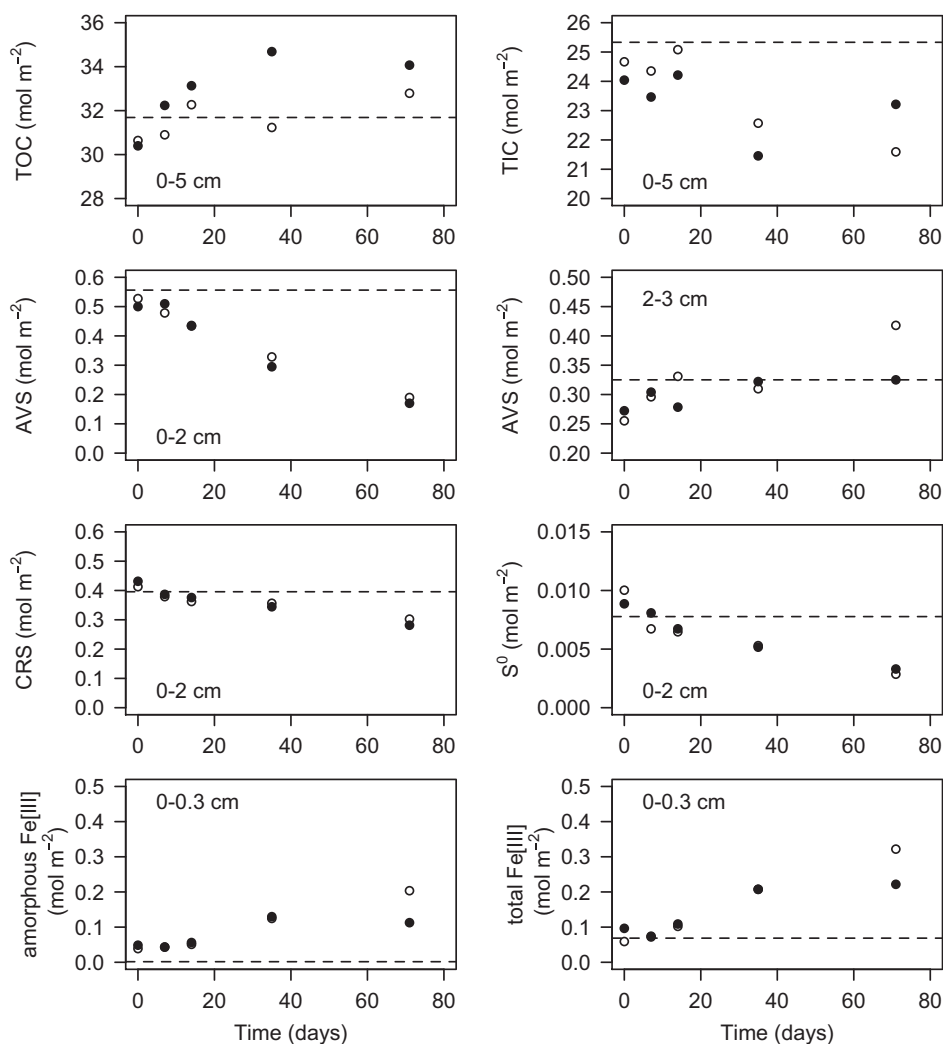 TOC (mol m⁻²)
36
34
32
30
28
0-5 cm
0 20 40 60 80
TIC (mol m⁻²)
26
25
24
23
22
21
20
0-5 cm
0 20 40 60 80
AVS (mol m⁻²)
0.6
0.5
0.4
0.3
0.2
0.1
0.0
0-2 cm
0 20 40 60 80
AVS (mol m⁻²)
0.50
0.45
0.40
0.35
0.30
0.25
0.20
2-3 cm
0 20 40 60 80
CRS (mol m⁻²)
0.6
0.5
0.4
0.3
0.2
0.1
0.0
0-2 cm
0 20 40 60 80
S⁰ (mol m⁻²)
0.015
0.010
0.005
0.000
0-2 cm
0 20 40 60 80
amorphous Fe[III]
(mol m⁻²)
0.5
0.4
0.3
0.2
0.1
0.0
0-0.3 cm
0 20 40 60 80
Time (days)
total Fe[III]
(mol m⁻²)
0.5
0.4
0.3
0.2
0.1
0.0
0-0.3 cm
0 20 40 60 80
Time (days)